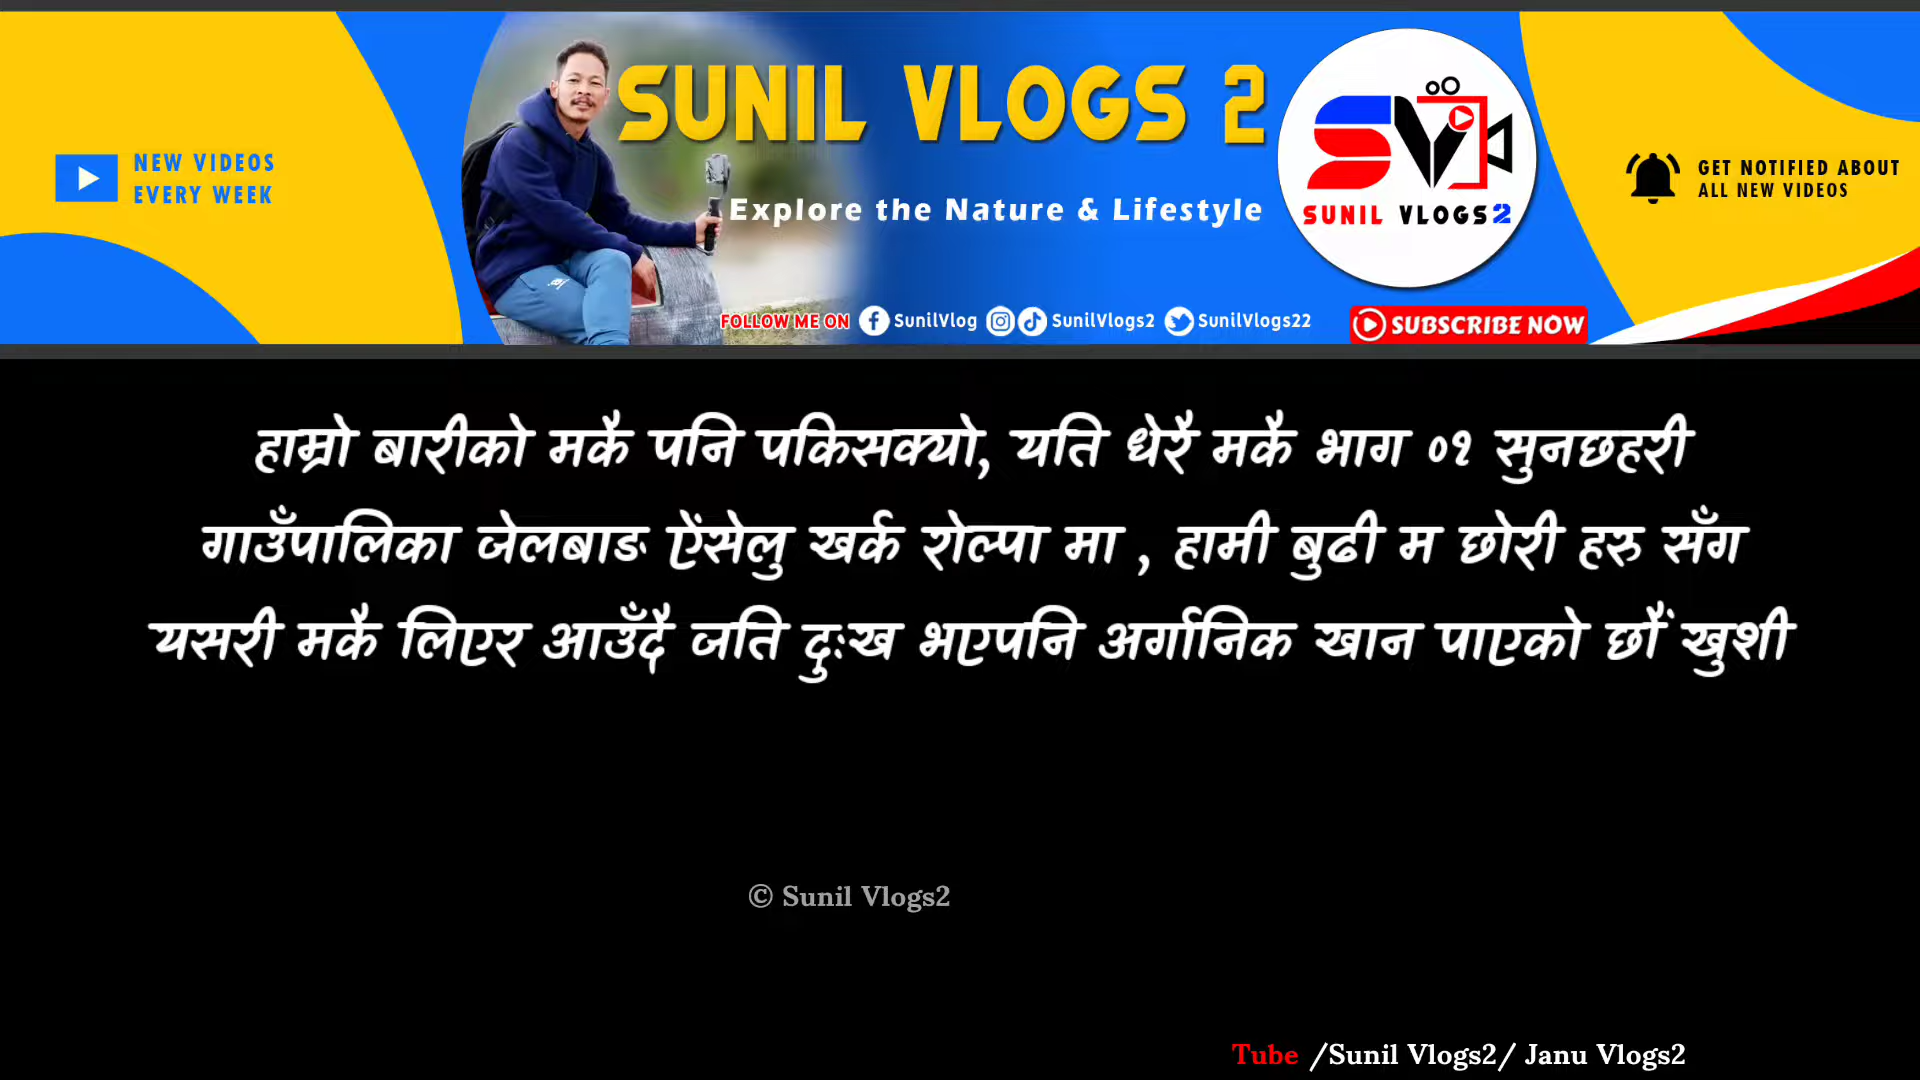 NEW VIDEOS
EVERY WEEK
SUNIL VLOGS 2
Explore the Nature & Lifestyle
FOLLOW ME ON SunilVlog SunilVlogs2 SunilVlogs22
SV
SUNIL VLOGS2
SUBSCRIBE NOW
GET NOTIFIED ABOUT
ALL NEW VIDEOS
हाम्रो बारीको मकै पनि पकिसक्यो, यति धेरै मकै भाग ०१ सुनछहरी
गाउँपालिका जेलबाङ ऐंसेलु खर्क रोल्पा मा , हामी बुढी म छोरी हरु सँग
यसरी मकै लिएर आउँदै जति दुःख भएपनि अर्गानिक खान पाएको छौं खुशी
© Sunil Vlogs2
Tube /Sunil Vlogs2/ Janu Vlogs2